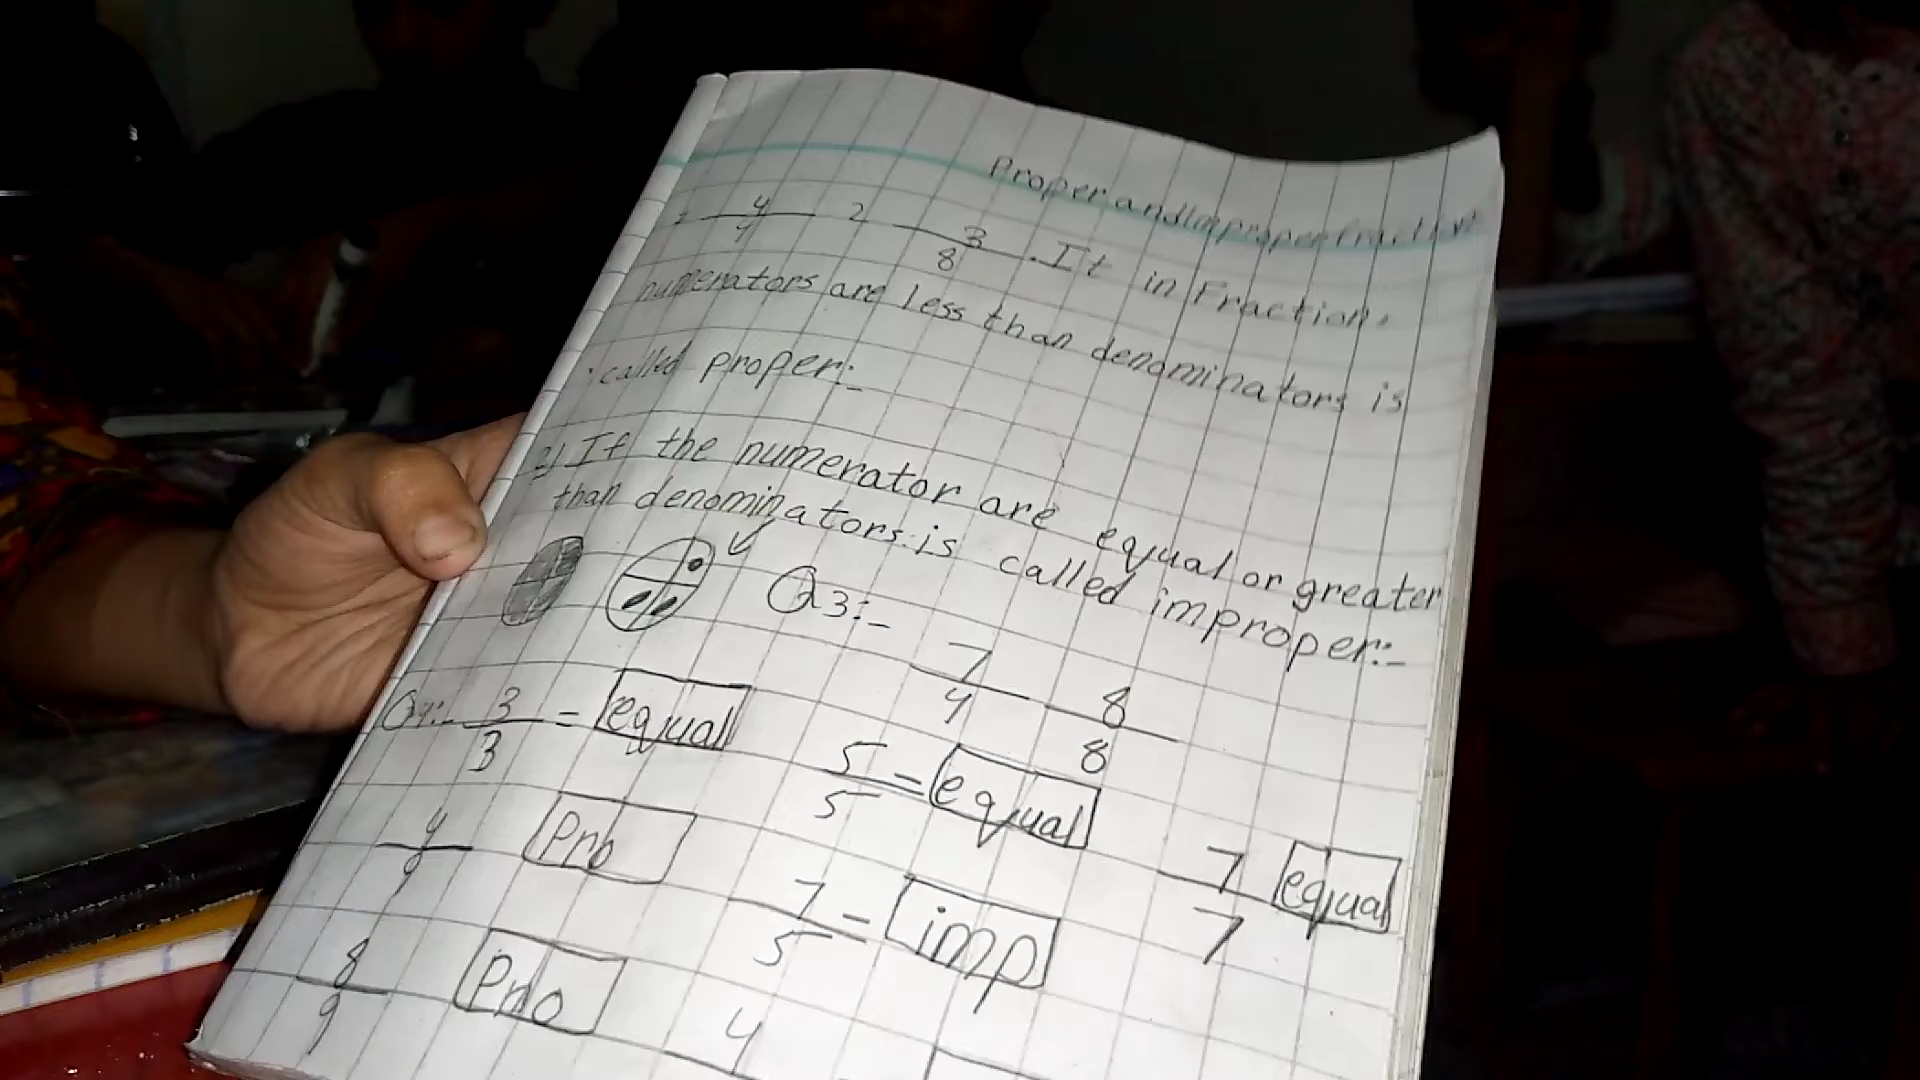 Proper and Improper fraction
4/7 2 3/8 .It in Fraction,
numerators are less than denominators is
called proper:-
2) If the numerator are equal or greater
than denominators:is called improper:-
Q3:- 7/4 8/8
Q4:- 3/3 = equal 5/5 = equal 7/7 equal
4/9 Pro 7/5 = imp
8/9 Pro 4